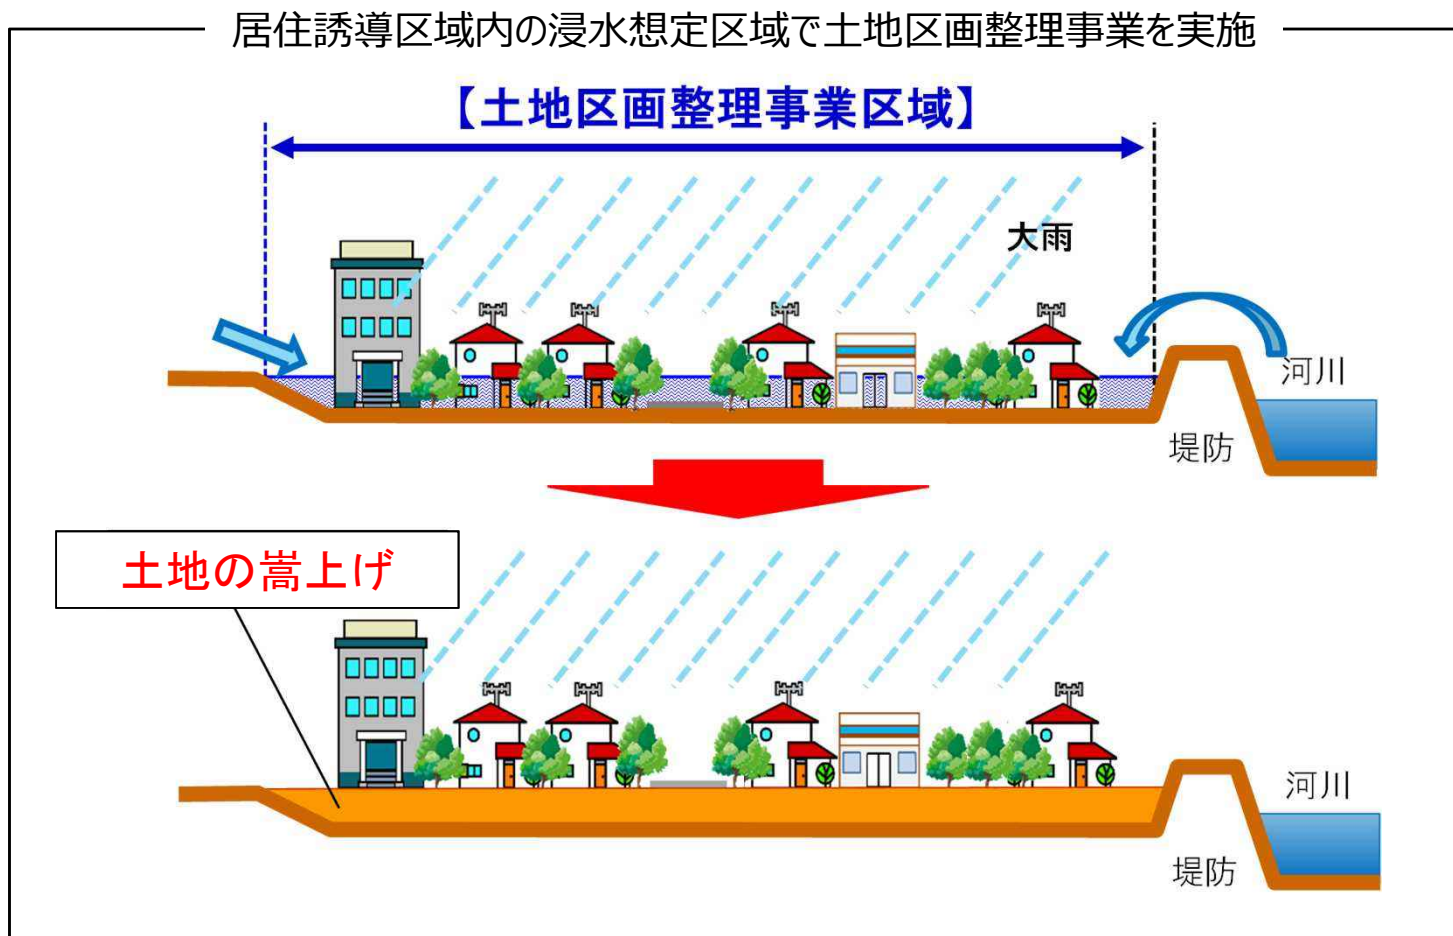 居住誘導区域内の浸水想定区域で土地区画整理事業を実施
【土地区画整理事業区域】
大雨
河川
堤防
土地の嵩上げ
河川
堤防